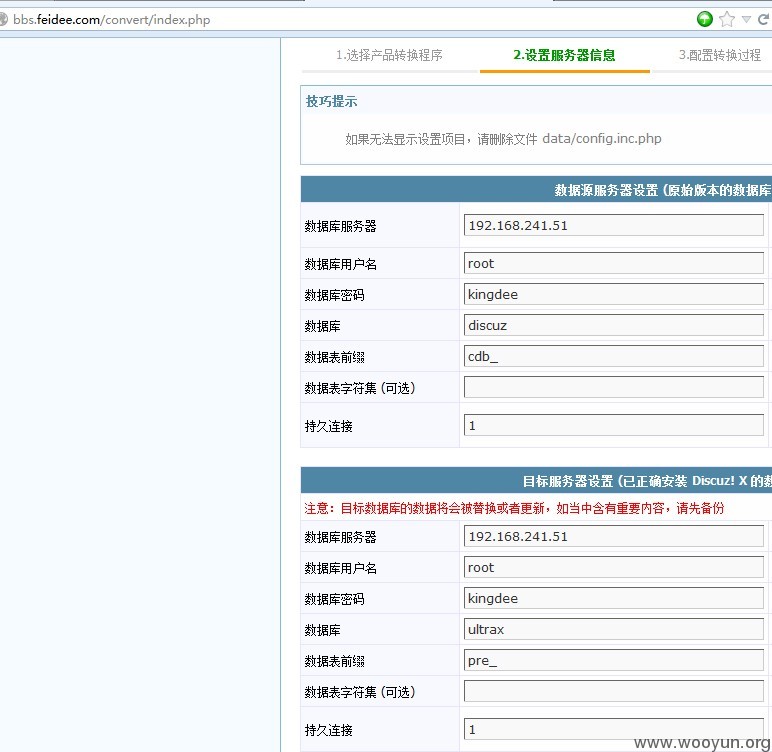 bbs.feidee.com/convert/index.php
1.选择产品转换程序 2.设置服务器信息 3.配置转换过程
技巧提示
如果无法显示设置项目，请删除文件 data/config.inc.php
数据源服务器设置 (原始版本的数据库
数据库服务器 192.168.241.51
数据库用户名 root
数据库密码 kingdee
数据库 discuz
数据表前缀 cdb_
数据表字符集 (可选)
持久连接 1
目标服务器设置 (已正确安装 Discuz! X 的数
注意：目标数据库的数据将会被替换或者更新，如当中含有重要内容，请先备份
数据库服务器 192.168.241.51
数据库用户名 root
数据库密码 kingdee
数据库 ultrax
数据表前缀 pre_
数据表字符集 (可选)
持久连接 1
www.wooyun.org